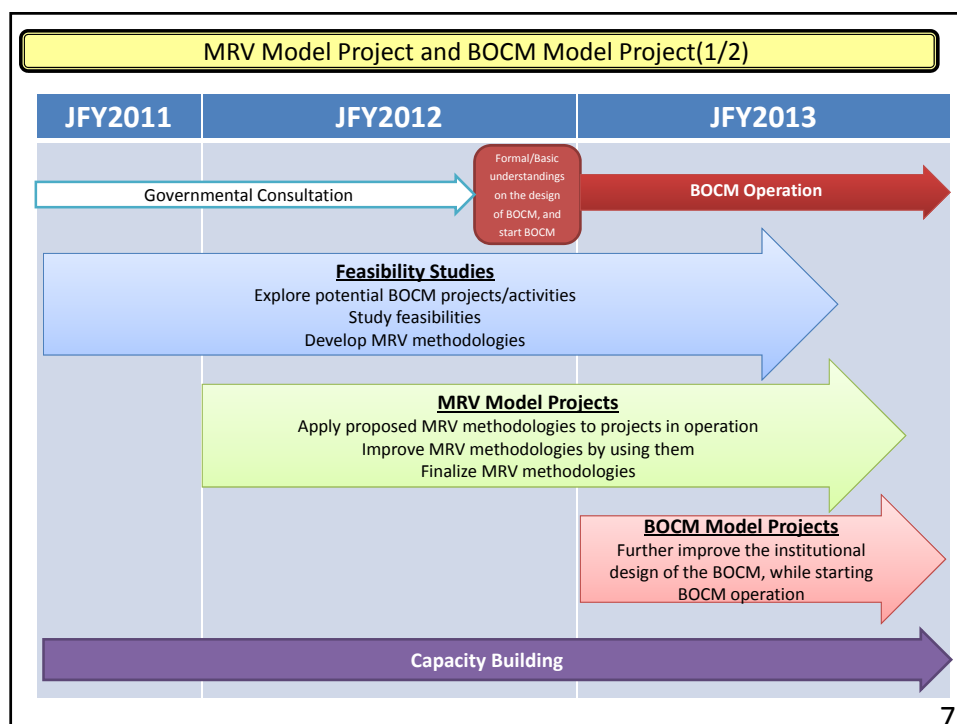 MRV Model Project and BOCM Model Project(1/2)
JFY2011
JFY2012
JFY2013
Governmental Consultation
Formal/Basic
understandings
on the design
of BOCM, and
start BOCM
BOCM Operation
Feasibility Studies
Explore potential BOCM projects/activities
Study feasibilities
Develop MRV methodologies
MRV Model Projects
Apply proposed MRV methodologies to projects in operation
Improve MRV methodologies by using them
Finalize MRV methodologies
BOCM Model Projects
Further improve the institutional
design of the BOCM, while starting
BOCM operation
Capacity Building
7